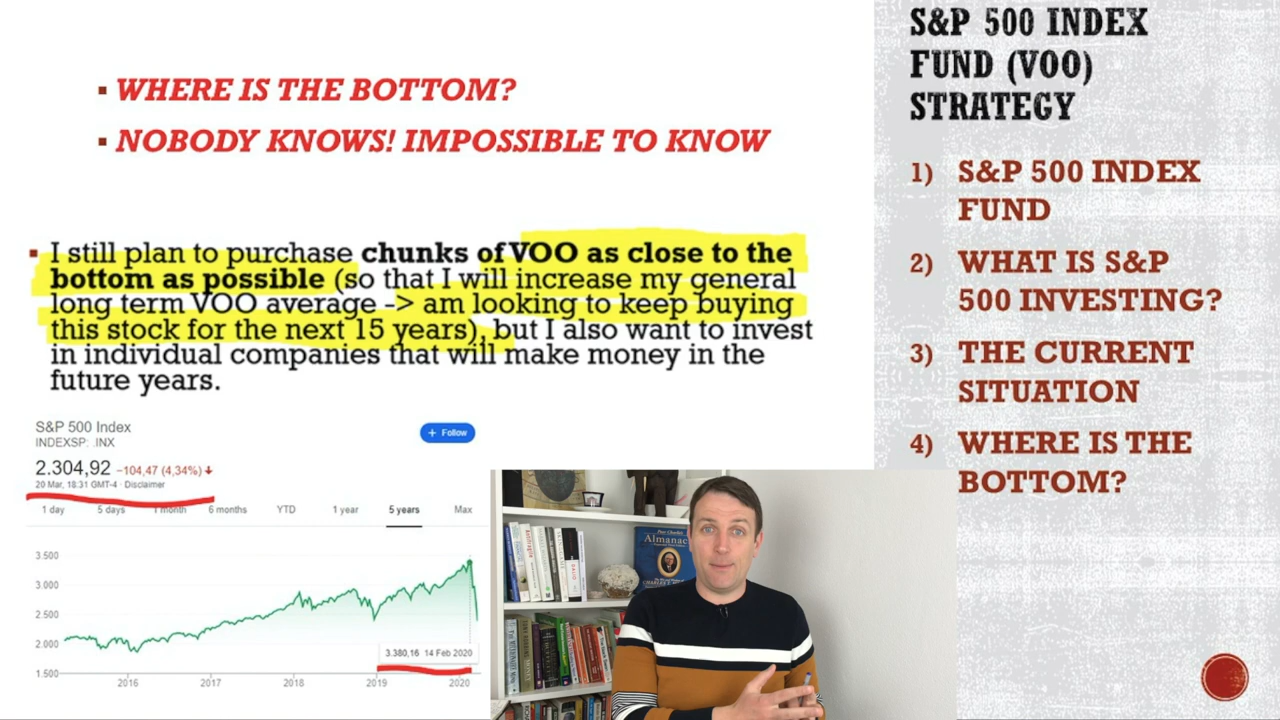 ▪ WHERE IS THE BOTTOM?
▪ NOBODY KNOWS! IMPOSSIBLE TO KNOW
▪ I still plan to purchase chunks of VOO as close to the
bottom as possible (so that I will increase my general
long term VOO average -> am looking to keep buying
this stock for the next 15 years), but I also want to invest
in individual companies that will make money in the
future years.
S&P 500 Index
INDEXSP: .INX
+ Follow
2.304,92 −104,47 (4,34%) ↓
20 Mar, 18:31 GMT-4 · Disclaimer
1 day 5 days 1 month 6 months YTD 1 year 5 years Max
3.500
3.000
2.500
2.000
1.500
3.380,16 14 Feb 2020
2016 2017 2018 2019 2020
Almanac
S&P 500 INDEX
FUND (VOO)
STRATEGY
1) S&P 500 INDEX
FUND
2) WHAT IS S&P
500 INVESTING?
3) THE CURRENT
SITUATION
4) WHERE IS THE
BOTTOM?